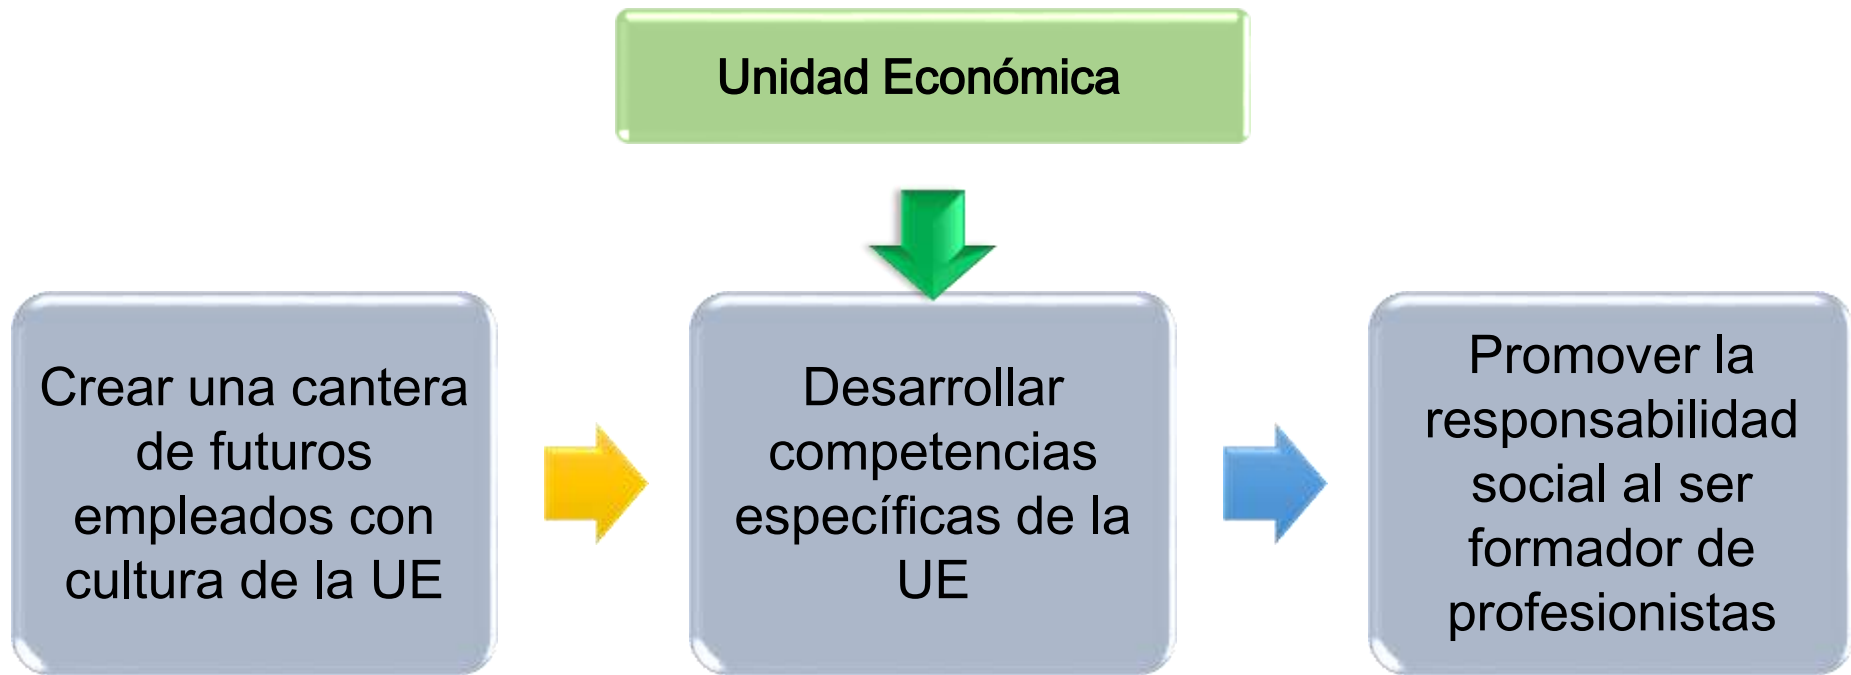 Unidad Económica
Crear una cantera
de futuros
empleados con
cultura de la UE
Desarrollar
competencias
específicas de la
UE
Promover la
responsabilidad
social al ser
formador de
profesionistas